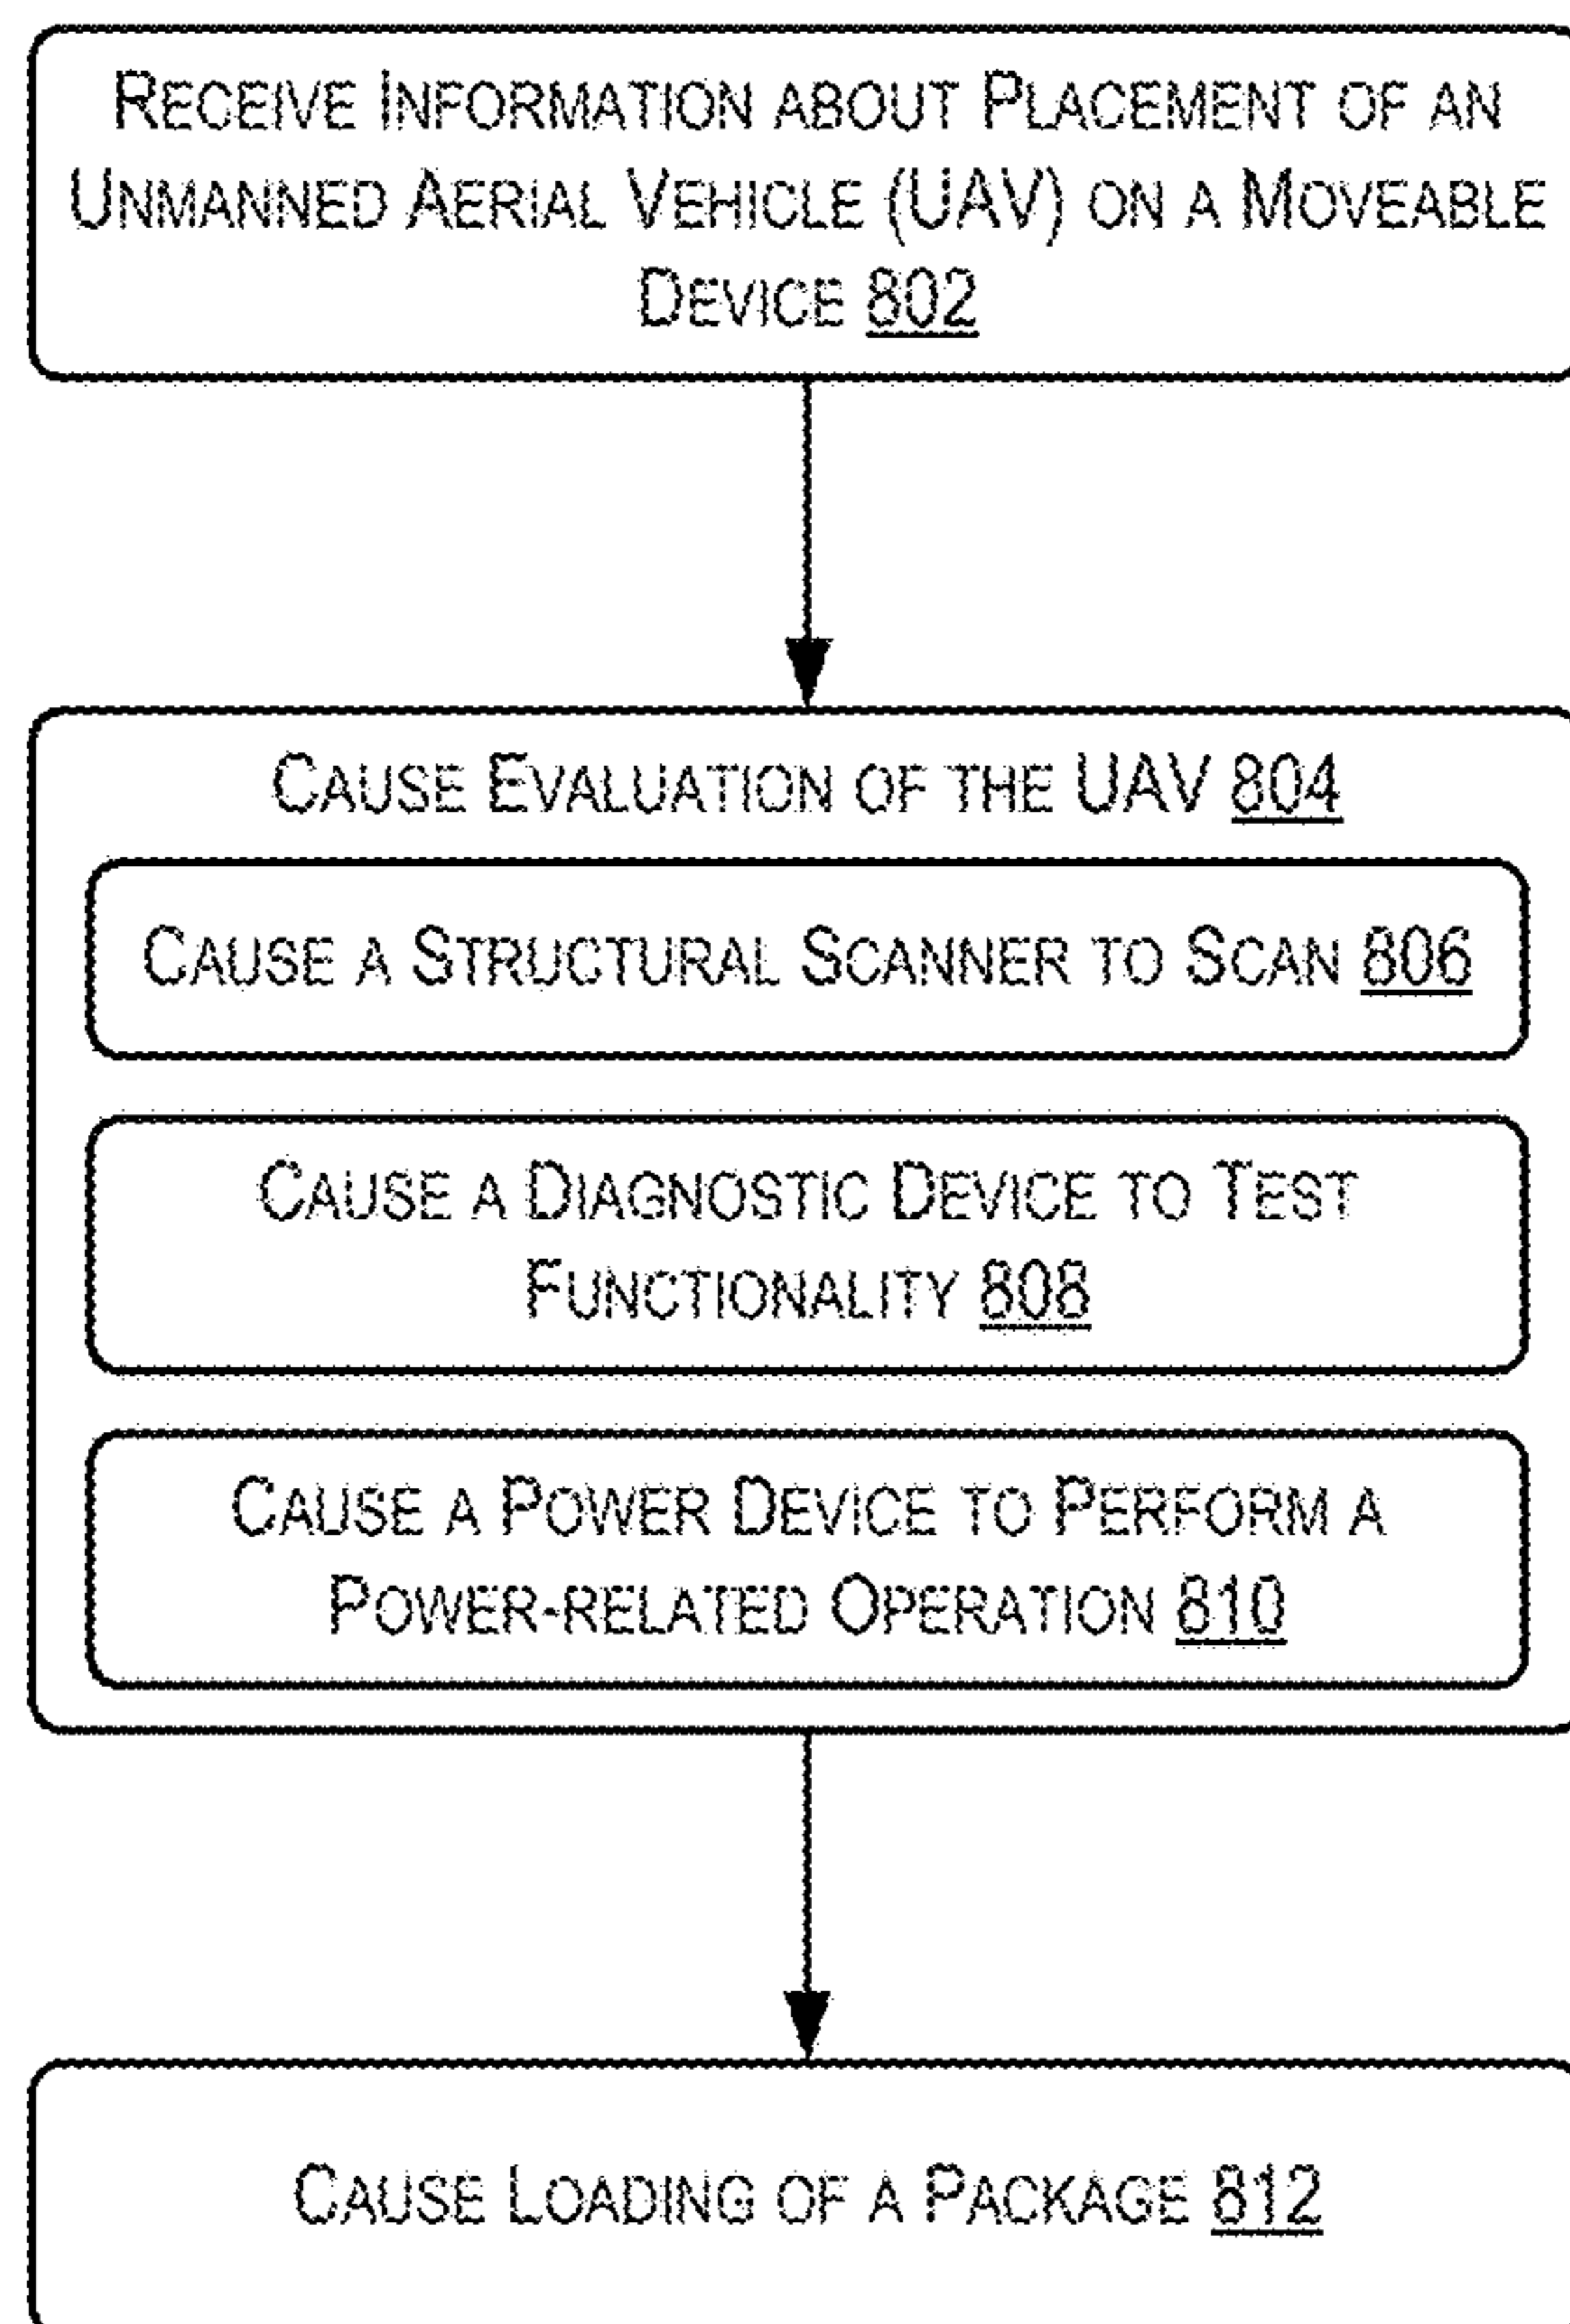 RECEIVE INFORMATION ABOUT PLACEMENT OF AN
UNMANNED AERIAL VEHICLE (UAV) ON A MOVEABLE
DEVICE 802
CAUSE EVALUATION OF THE UAV 804
CAUSE A STRUCTURAL SCANNER TO SCAN 806
CAUSE A DIAGNOSTIC DEVICE TO TEST
FUNCTIONALITY 808
CAUSE A POWER DEVICE TO PERFORM A
POWER-RELATED OPERATION 810
CAUSE LOADING OF A PACKAGE 812